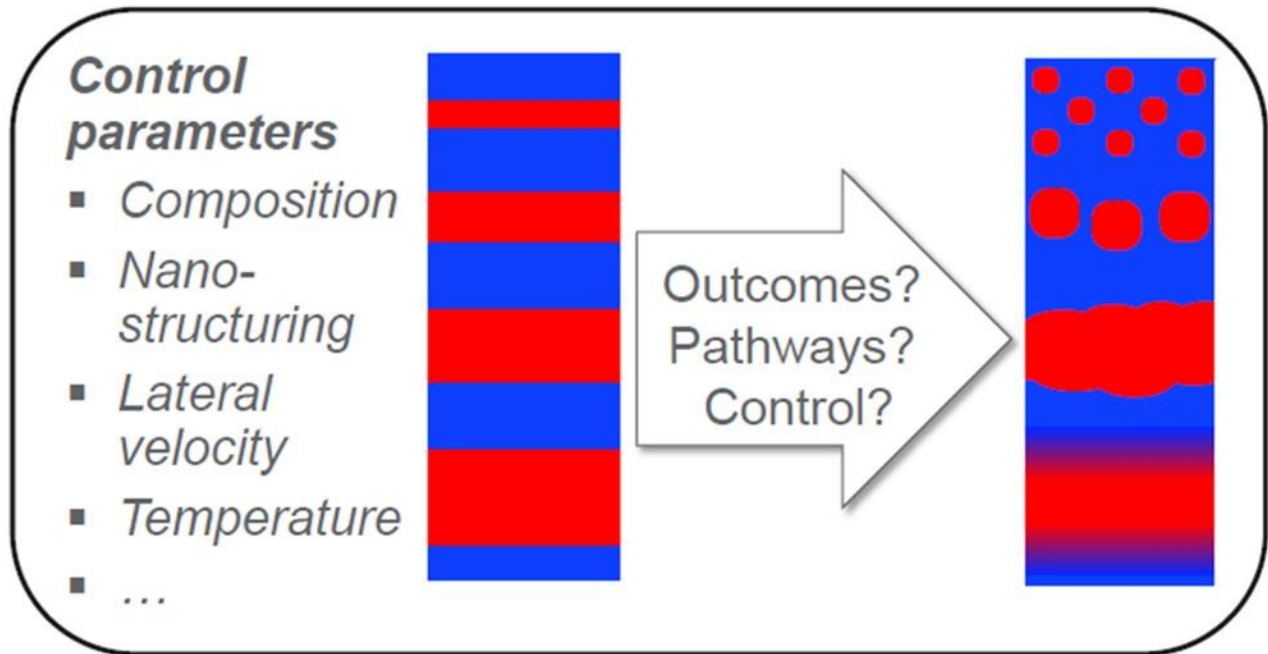 Control
parameters
▪ Composition
▪ Nano-
structuring
▪ Lateral
velocity
▪ Temperature
▪ ...
Outcomes?
Pathways?
Control?